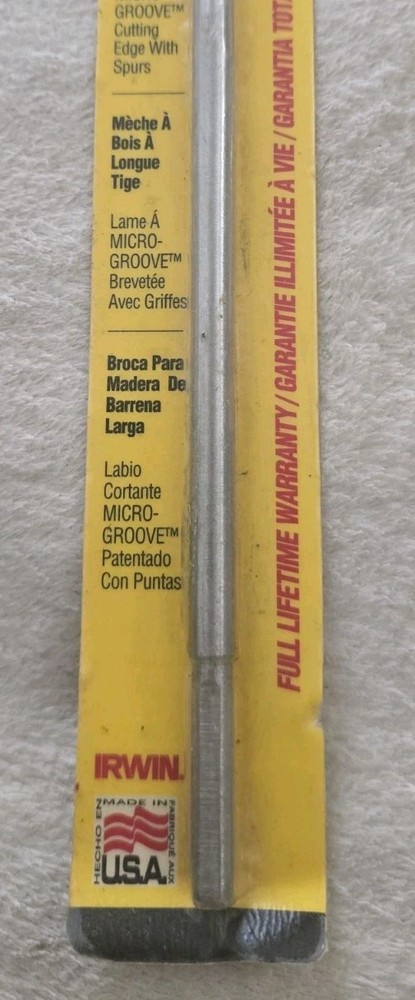 GROOVE™
Cutting
Edge With
Spurs
Mèche À
Bois À
Longue
Tige
Lame Á
MICRO-
GROOVE™
Brevetée
Avec Griffes
Broca Para
Madera De
Barrena
Larga
Labio
Cortante
MICRO-
GROOVE™
Patentado
Con Puntas
FULL LIFETIME WARRANTY / GARANTIE ILLIMITÉE À VIE / GARANTIA
IRWIN.
HECHO EN
MADE IN
FABRIQUÉ AUX
U.S.A.